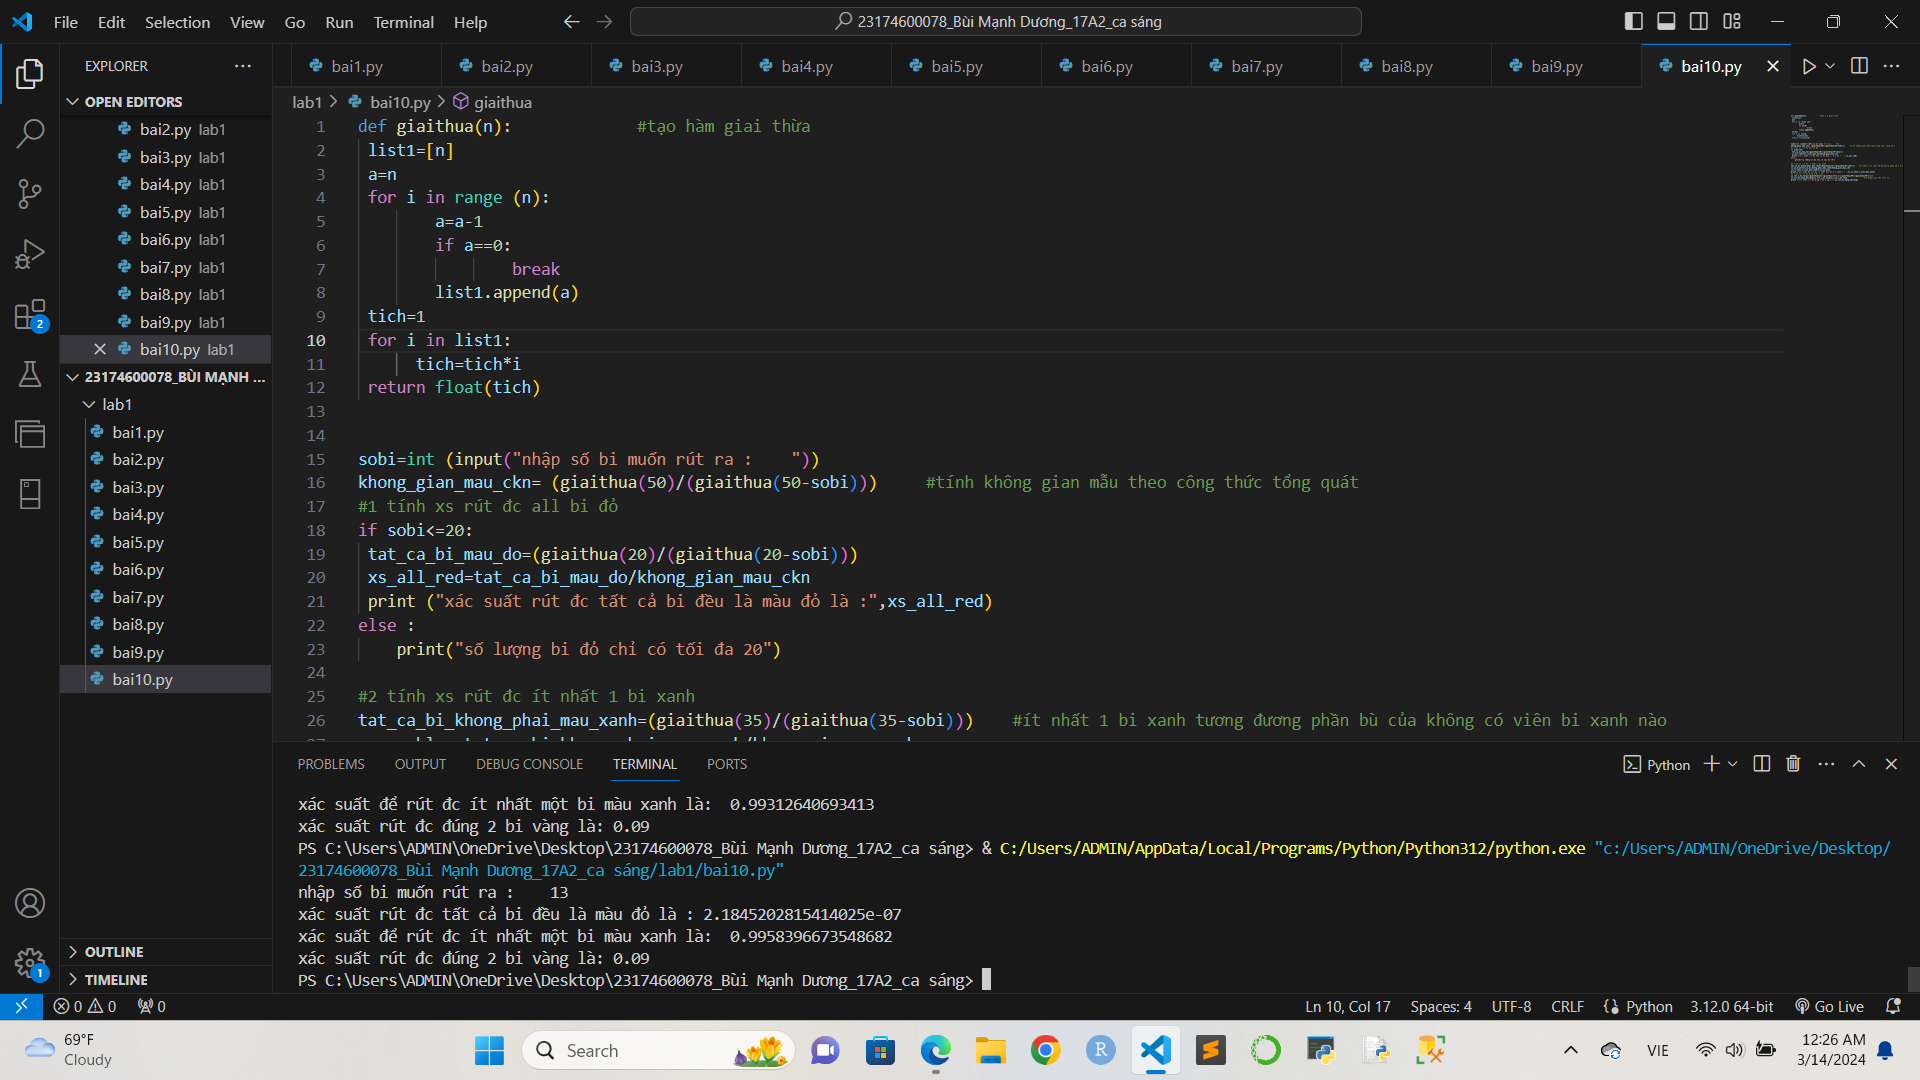 File Edit Selection View Go Run Terminal Help
23174600078_Bùi Mạnh Dương_17A2_ca sáng
EXPLORER
bai1.py bai2.py bai3.py bai4.py bai5.py bai6.py bai7.py bai8.py bai9.py bai10.py
OPEN EDITORS
bai2.py lab1
bai3.py lab1
bai4.py lab1
bai5.py lab1
bai6.py lab1
bai7.py lab1
bai8.py lab1
bai9.py lab1
bai10.py lab1
23174600078_BÙI MẠNH ...
lab1
bai1.py
bai2.py
bai3.py
bai4.py
bai5.py
bai6.py
bai7.py
bai8.py
bai9.py
bai10.py
OUTLINE
TIMELINE
2
1
lab1 > bai10.py > giaithua
1 def giaithua(n): #tạo hàm giai thừa
2 list1=[n]
3 a=n
4 for i in range (n):
5 a=a-1
6 if a==0:
7 break
8 list1.append(a)
9 tich=1
10 for i in list1:
11 tich=tich*i
12 return float(tich)
13
14
15 sobi=int (input("nhập số bi muốn rút ra : "))
16 khong_gian_mau_ckn= (giaithua(50)/(giaithua(50-sobi))) #tính không gian mẫu theo công thức tổng quát
17 #1 tính xs rút đc all bi đỏ
18 if sobi<=20:
19 tat_ca_bi_mau_do=(giaithua(20)/(giaithua(20-sobi)))
20 xs_all_red=tat_ca_bi_mau_do/khong_gian_mau_ckn
21 print ("xác suất rút đc tất cả bi đều là màu đỏ là :",xs_all_red)
22 else :
23 print("số lượng bi đỏ chỉ có tối đa 20")
24
25 #2 tính xs rút đc ít nhất 1 bi xanh
26 tat_ca_bi_khong_phai_mau_xanh=(giaithua(35)/(giaithua(35-sobi))) #ít nhất 1 bi xanh tương đương phần bù của không có viên bi xanh nào
PROBLEMS OUTPUT DEBUG CONSOLE TERMINAL PORTS
Python
xác suất để rút đc ít nhất một bi màu xanh là: 0.99312640693413
xác suất rút đc đúng 2 bi vàng là: 0.09
PS C:\Users\ADMIN\OneDrive\Desktop\23174600078_Bùi Mạnh Dương_17A2_ca sáng> & C:/Users/ADMIN/AppData/Local/Programs/Python/Python312/python.exe "c:/Users/ADMIN/OneDrive/Desktop/
23174600078_Bùi Mạnh Dương_17A2_ca sáng/lab1/bai10.py"
nhập số bi muốn rút ra : 13
xác suất rút đc tất cả bi đều là màu đỏ là : 2.1845202815414025e-07
xác suất để rút đc ít nhất một bi màu xanh là: 0.9958396673548682
xác suất rút đc đúng 2 bi vàng là: 0.09
PS C:\Users\ADMIN\OneDrive\Desktop\23174600078_Bùi Mạnh Dương_17A2_ca sáng>
0 0 0
Ln 10, Col 17 Spaces: 4 UTF-8 CRLF Python 3.12.0 64-bit Go Live
69°F
Cloudy
Search
VIE
12:26 AM
3/14/2024